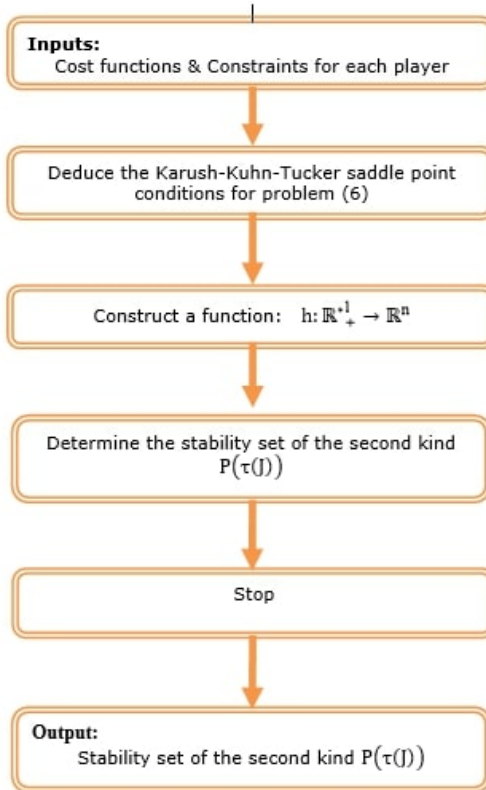 Inputs:
Cost functions & Constraints for each player
Deduce the Karush-Kuhn-Tucker saddle point
conditions for problem (6)
Construct a function:   h: ℝ*₊ˡ → ℝⁿ
Determine the stability set of the second kind
P(τ(J))
Stop
Output:
Stability set of the second kind P(τ(J))